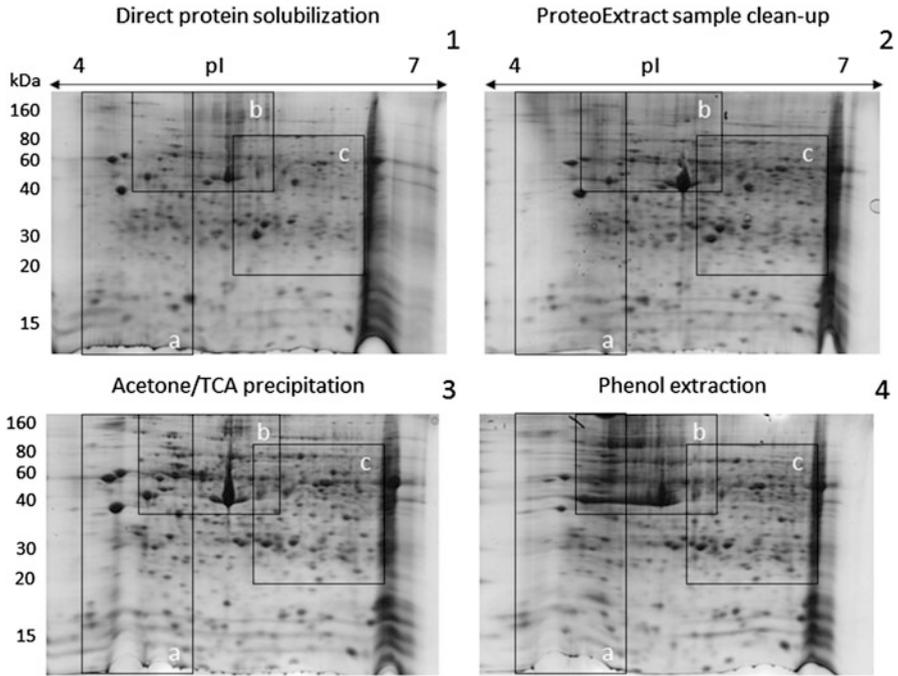 Direct protein solubilization
1
4 pI 7
kDa
160
80
60
40
30
20
15
b
c
a
ProteoExtract sample clean-up
2
4 pI 7
b
c
a
Acetone/TCA precipitation
3
160
80
60
40
30
20
15
b
c
a
Phenol extraction
4
b
c
a